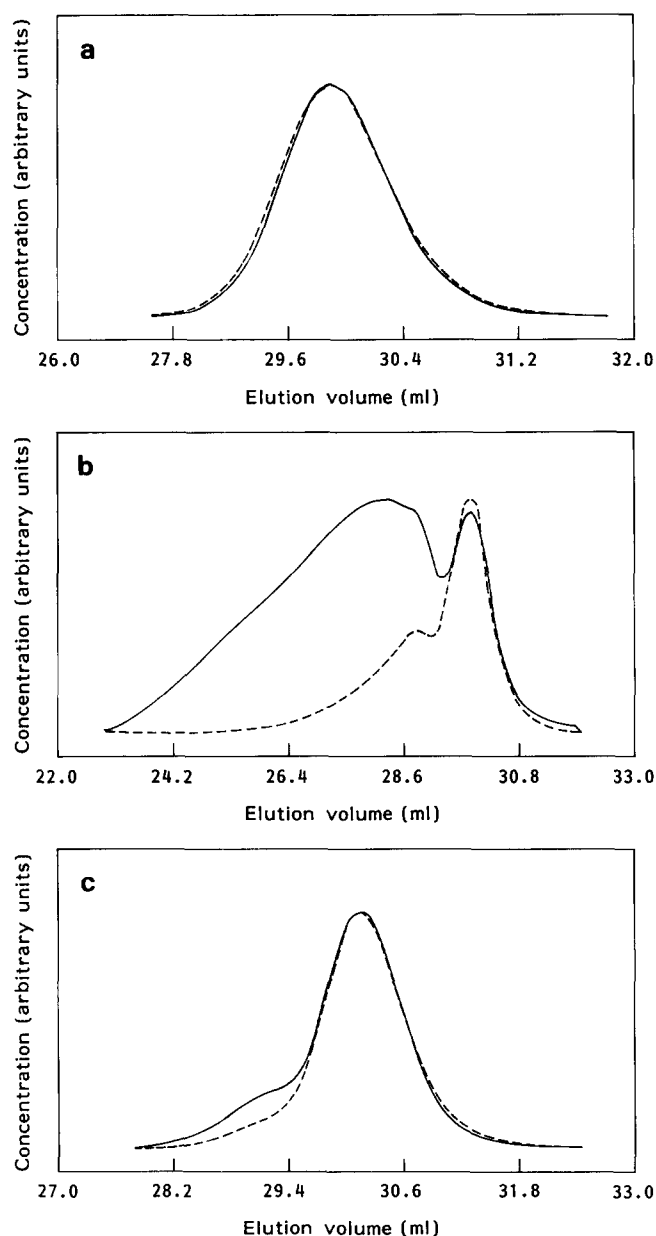 a
Concentration (arbitrary units)
26.0 27.8 29.6 30.4 31.2 32.0
Elution volume (ml)
b
Concentration (arbitrary units)
22.0 24.2 26.4 28.6 30.8 33.0
Elution volume (ml)
c
Concentration (arbitrary units)
27.0 28.2 29.4 30.6 31.8 33.0
Elution volume (ml)